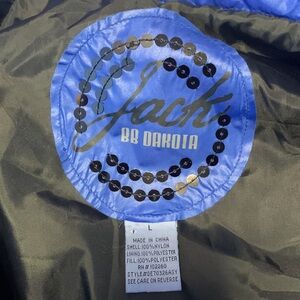 Jack
BB DAKOTA
L
MADE IN CHINA
SHELL:100%NYLON
LINING:100%POLYESTER
FILL:100%POLYESTER
RN# 102860
SEE CARE ON REVERSE